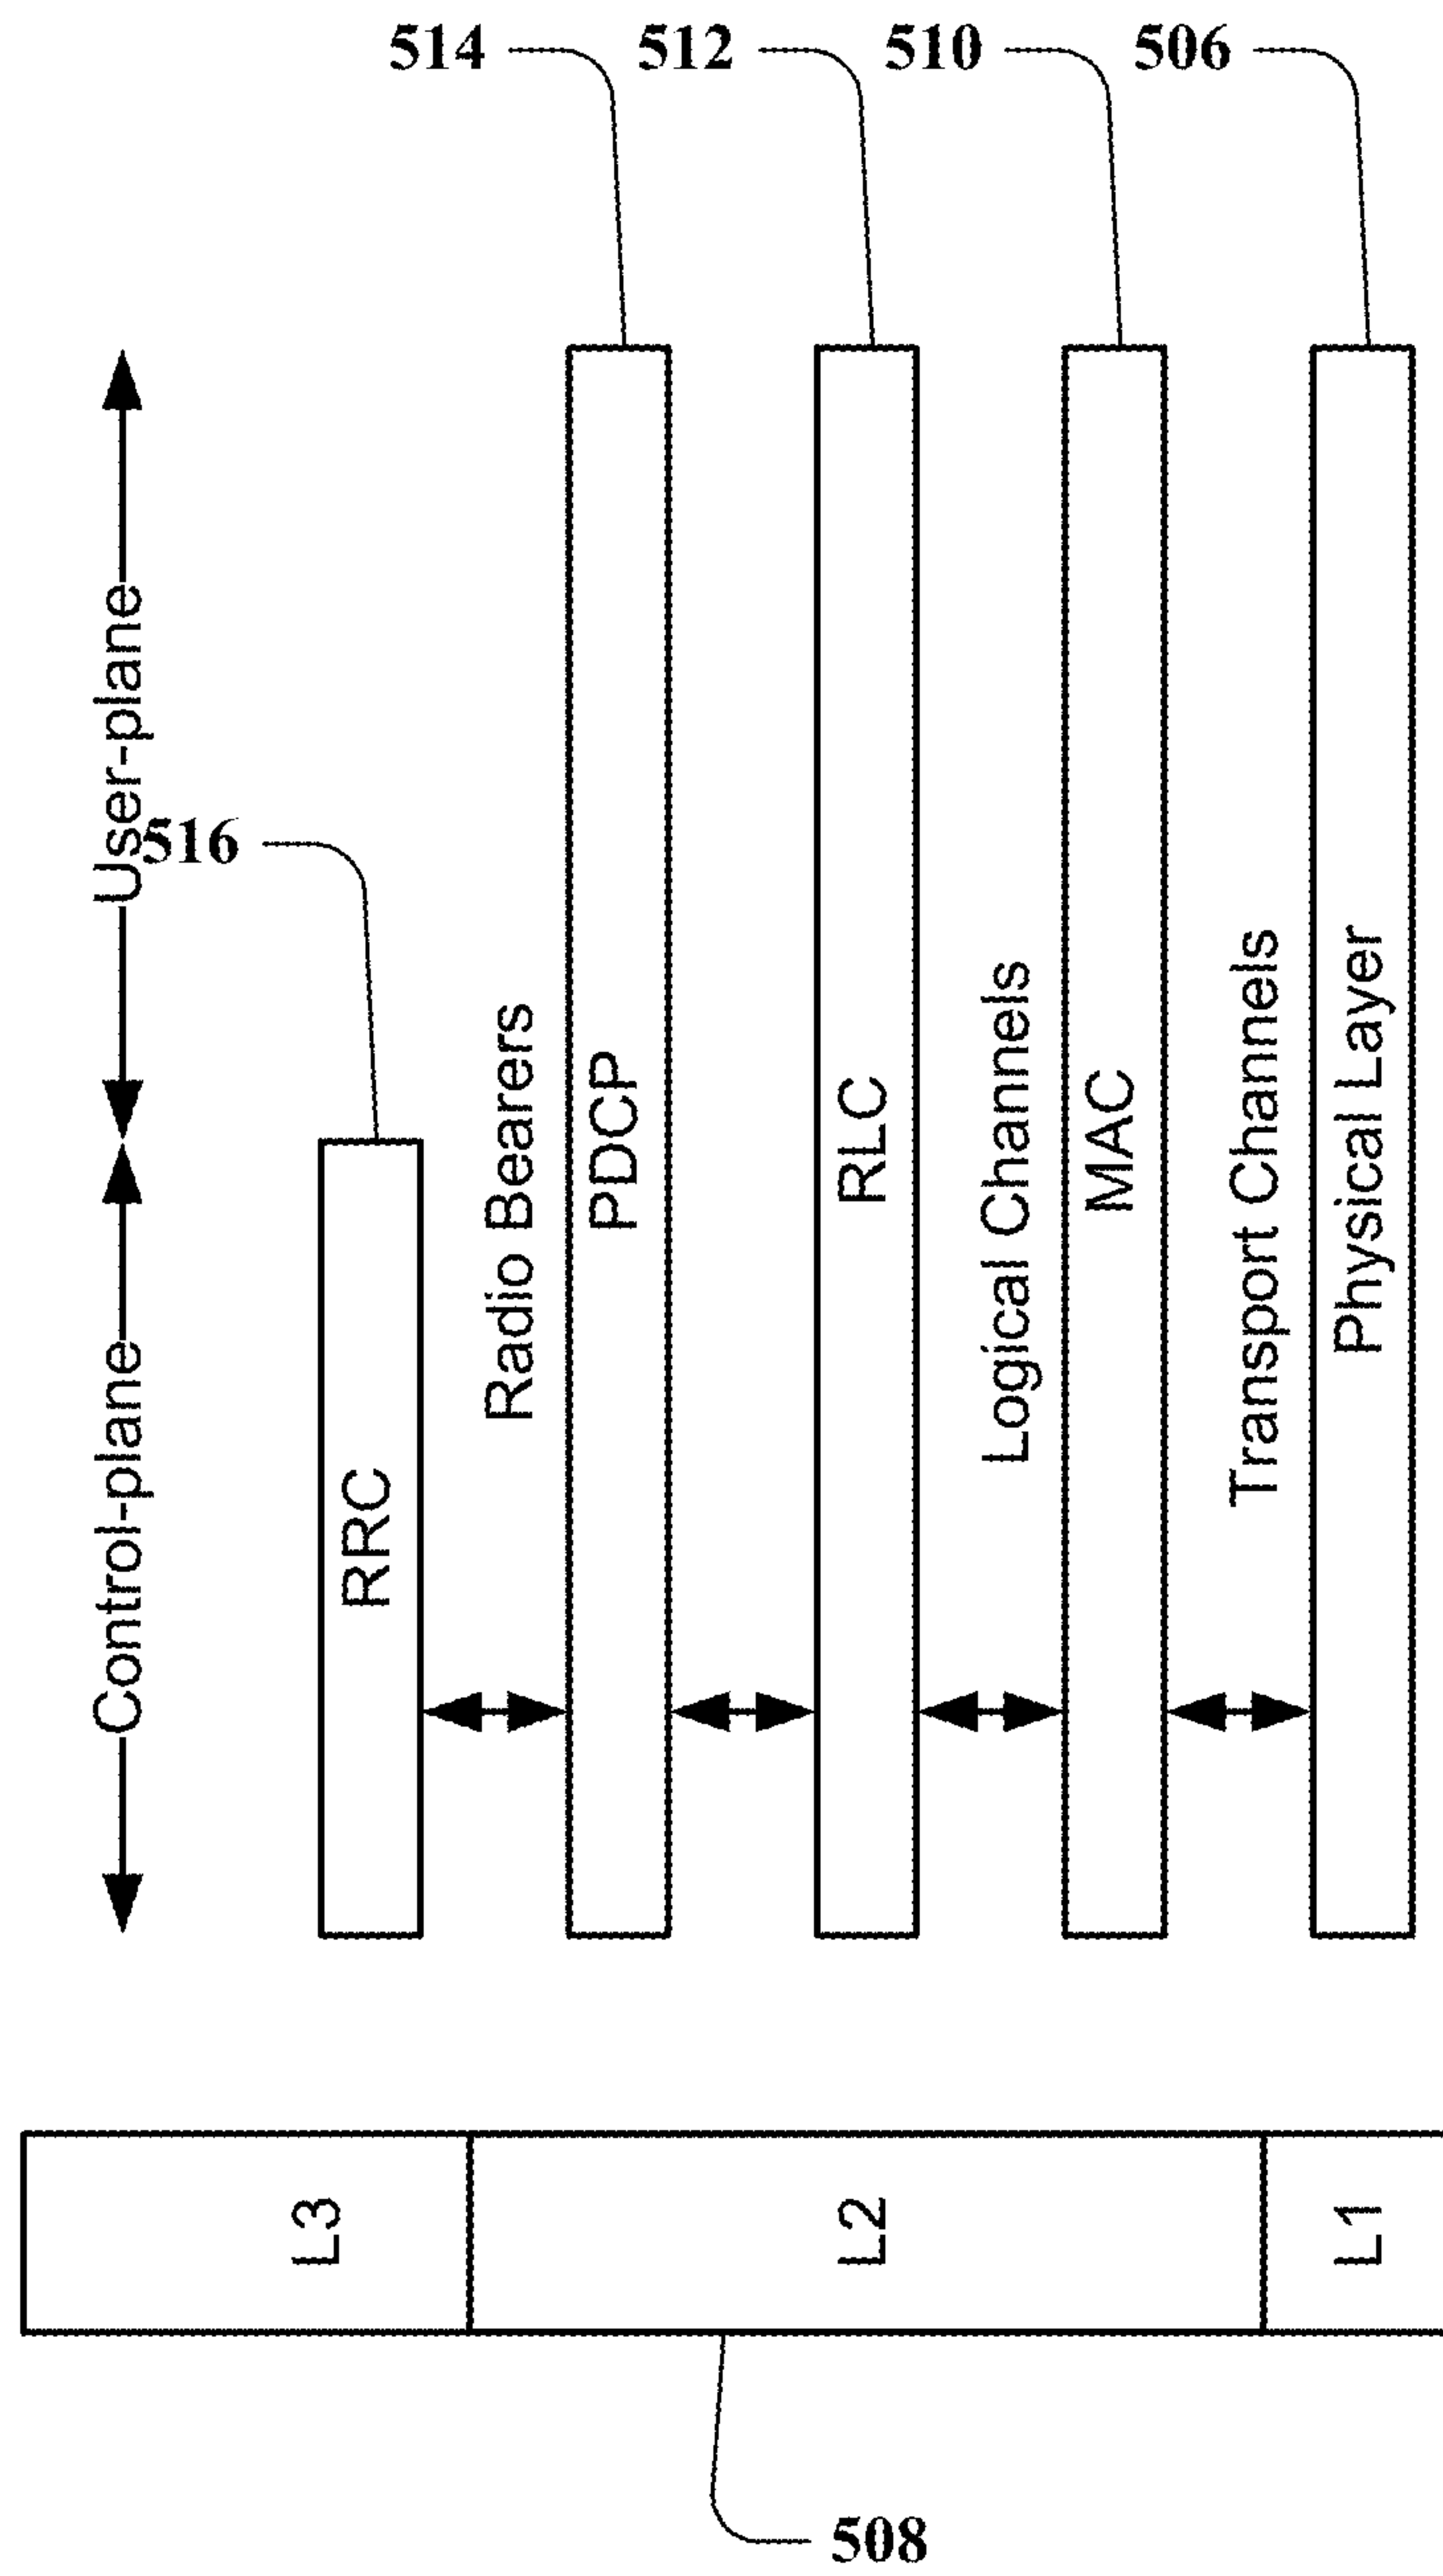 514
512
510
506
User-plane
516
Control-plane
RRC
Radio Bearers
PDCP
RLC
Logical Channels
MAC
Transport Channels
Physical Layer
L3
L2
L1
508